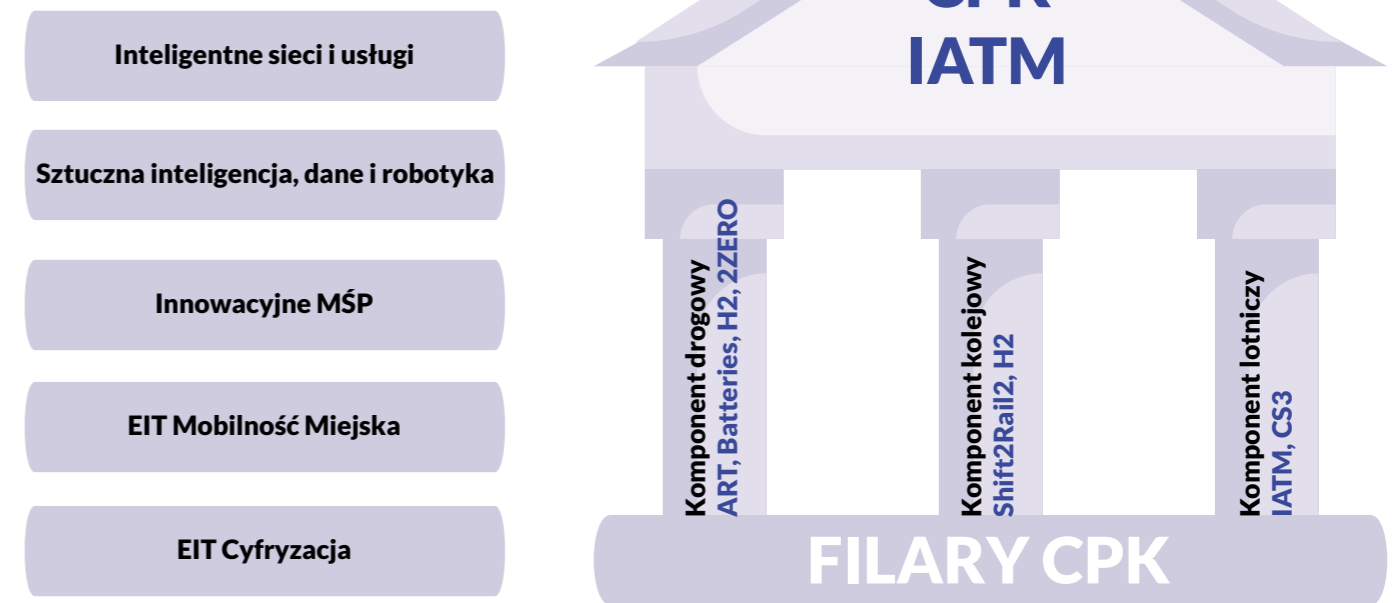 Inteligentne sieci i usługi
Sztuczna inteligencja, dane i robotyka
Innowacyjne MŚP
EIT Mobilność Miejska
EIT Cyfryzacja
CPK
IATM
Komponent drogowy
ART, Batteries, H2, 2ZERO
Komponent kolejowy
Shift2Rail2, H2
Komponent lotniczy
IATM, CS3
FILARY CPK